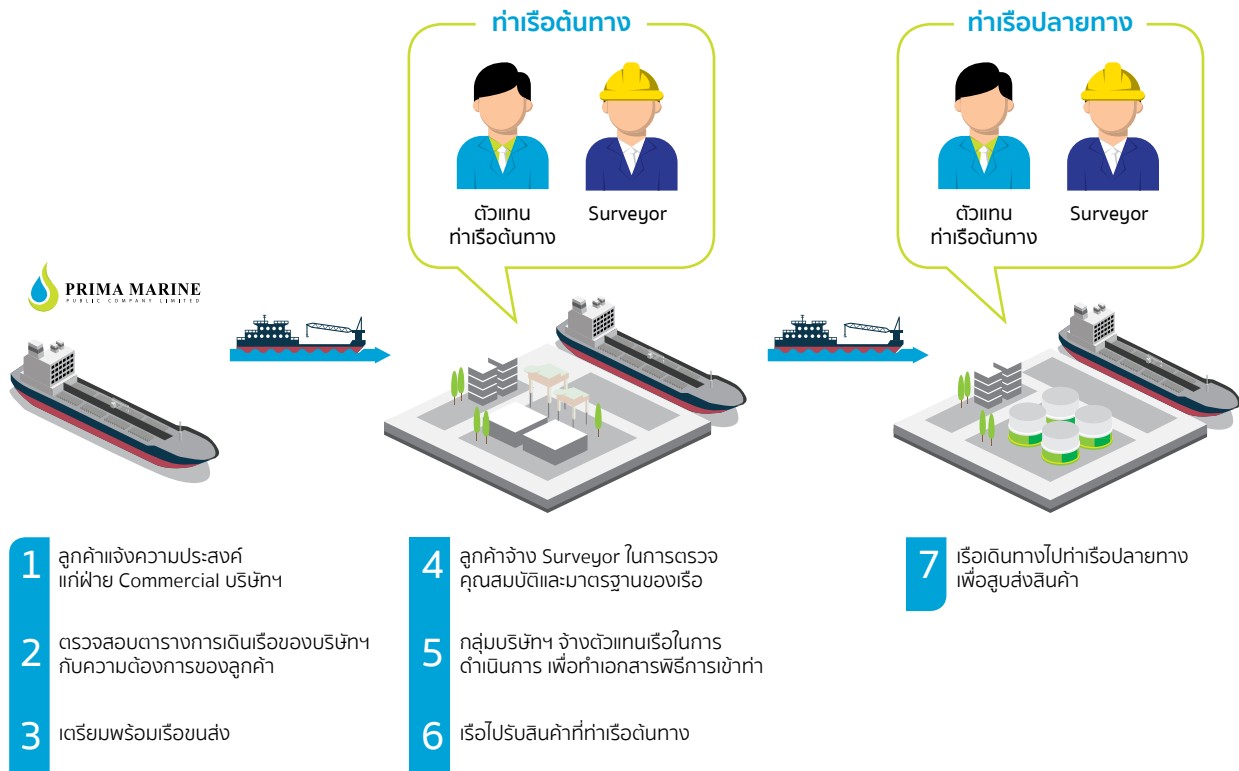 ท่าเรือต้นทาง
ตัวแทน
ท่าเรือต้นทาง
Surveyor
ท่าเรือปลายทาง
ตัวแทน
ท่าเรือต้นทาง
Surveyor
PRIMA MARINE
PUBLIC COMPANY LIMITED
1 ลูกค้าแจ้งความประสงค์
แก่ฝ่าย Commercial บริษัทฯ
2 ตรวจสอบตารางการเดินเรือของบริษัทฯ
กับความต้องการของลูกค้า
3 เตรียมพร้อมเรือขนส่ง
4 ลูกค้าจ้าง Surveyor ในการตรวจ
คุณสมบัติและมาตรฐานของเรือ
5 กลุ่มบริษัทฯ จ้างตัวแทนเรือในการ
ดำเนินการ เพื่อทำเอกสารพิธีการเข้าท่า
6 เรือไปรับสินค้าที่ท่าเรือต้นทาง
7 เรือเดินทางไปท่าเรือปลายทาง
เพื่อสูบส่งสินค้า